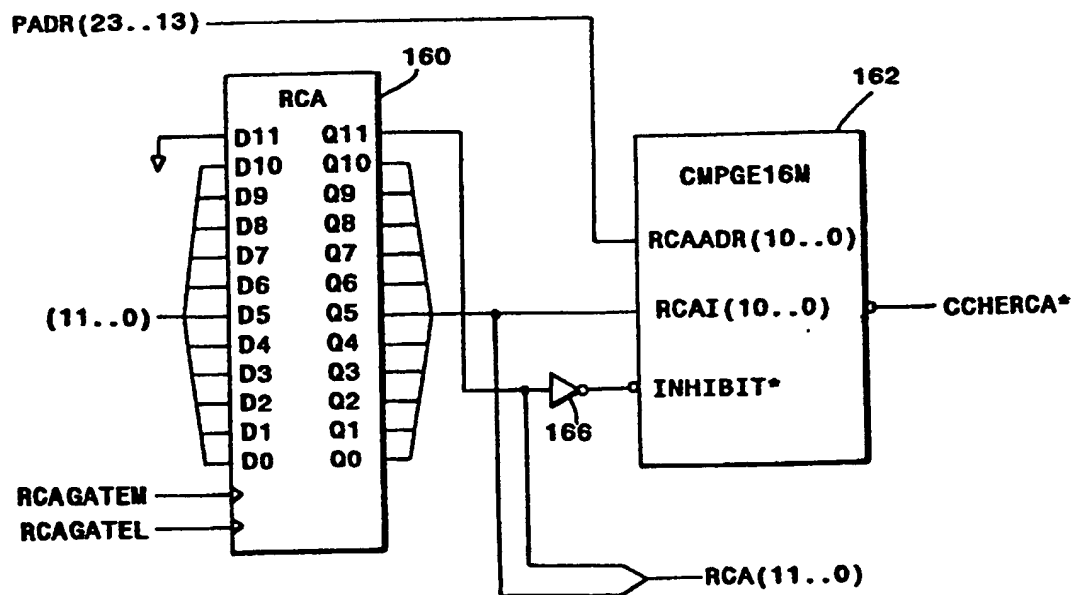 PADR(23..13)
160
162
RCA
D11 Q11
D10 Q10
D9 Q9
D8 Q8
D7 Q7
D6 Q6
D5 Q5
D4 Q4
D3 Q3
D2 Q2
D1 Q1
D0 Q0
(11..0)
RCAGATEM
RCAGATEL
CMPGE16M
RCAADR(10..0)
RCAI(10..0)
CCHERCA*
INHIBIT*
166
RCA(11..0)